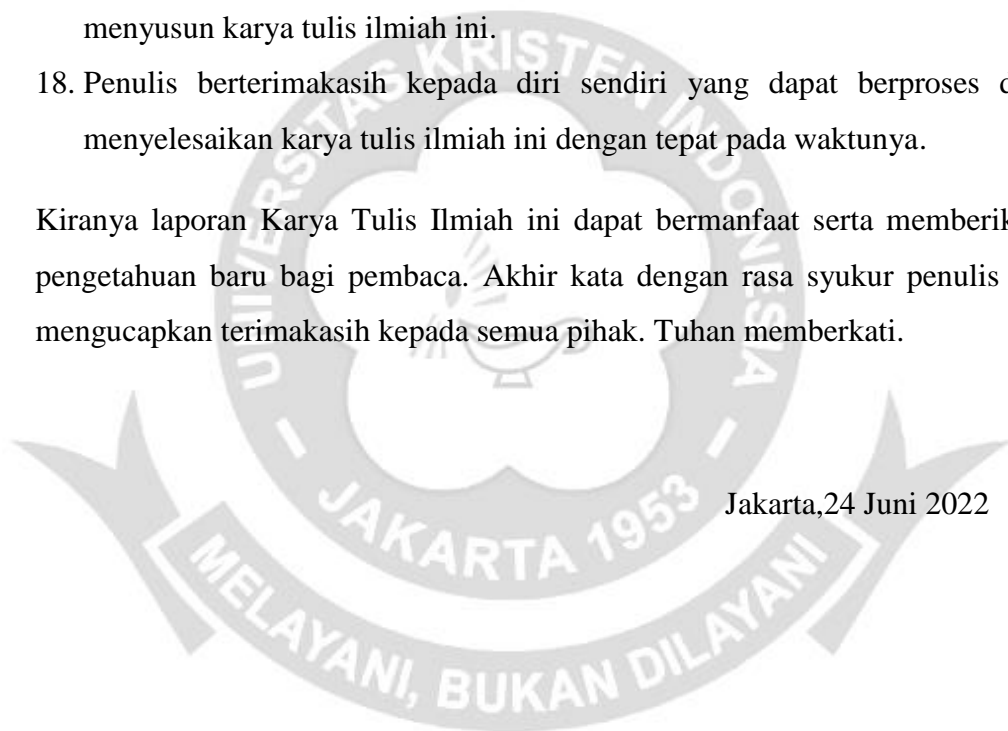 menyusun karya tulis ilmiah ini.
18. Penulis berterimakasih kepada diri sendiri yang dapat berproses
menyelesaikan karya tulis ilmiah ini dengan tepat pada waktunya.
Kiranya laporan Karya Tulis Ilmiah ini dapat bermanfaat serta
pengetahuan baru bagi pembaca. Akhir kata dengan rasa syukur penulis
mengucapkan terimakasih kepada semua pihak. Tuhan memberkati.
Jakarta,24 Juni 2022
UNIVERSITAS KRISTEN INDONESIA
JAKARTA 1953
MELAYANI, BUKAN DILAYANI